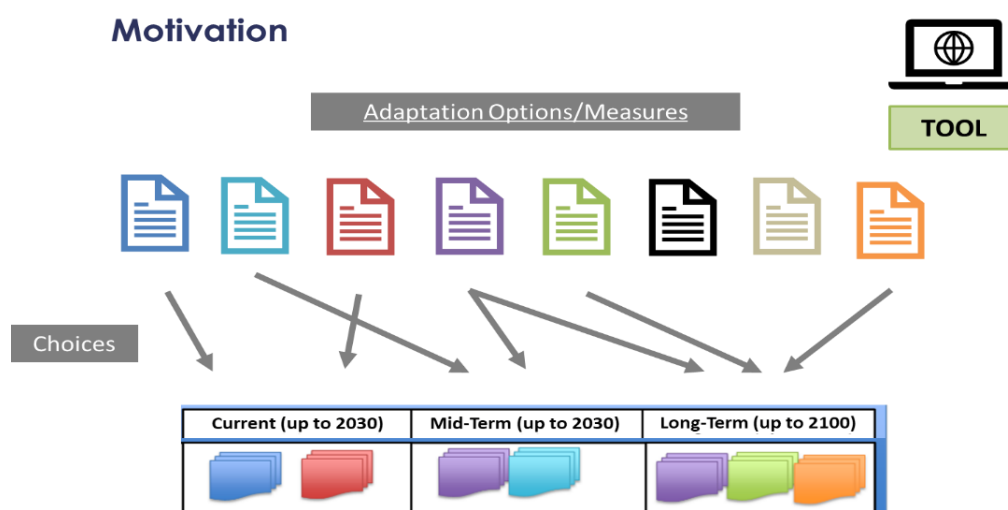 Motivation
Adaptation Options/Measures
TOOL
Choices
Current (up to 2030)
Mid-Term (up to 2030)
Long-Term (up to 2100)